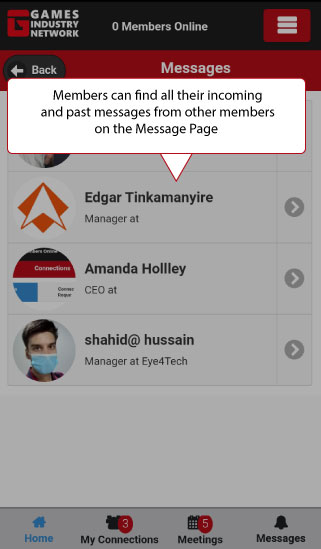 GAMES
INDUSTRY
NETWORK
0 Members Online
Back
Messages
Members can find all their incoming
and past messages from other members
on the Message Page
Edgar Tinkamanyire
Manager at
Connections
Amanda Hollley
CEO at
shahid@ hussain
Manager at Eye4Tech
3
5
Home
My Connections
Meetings
Messages